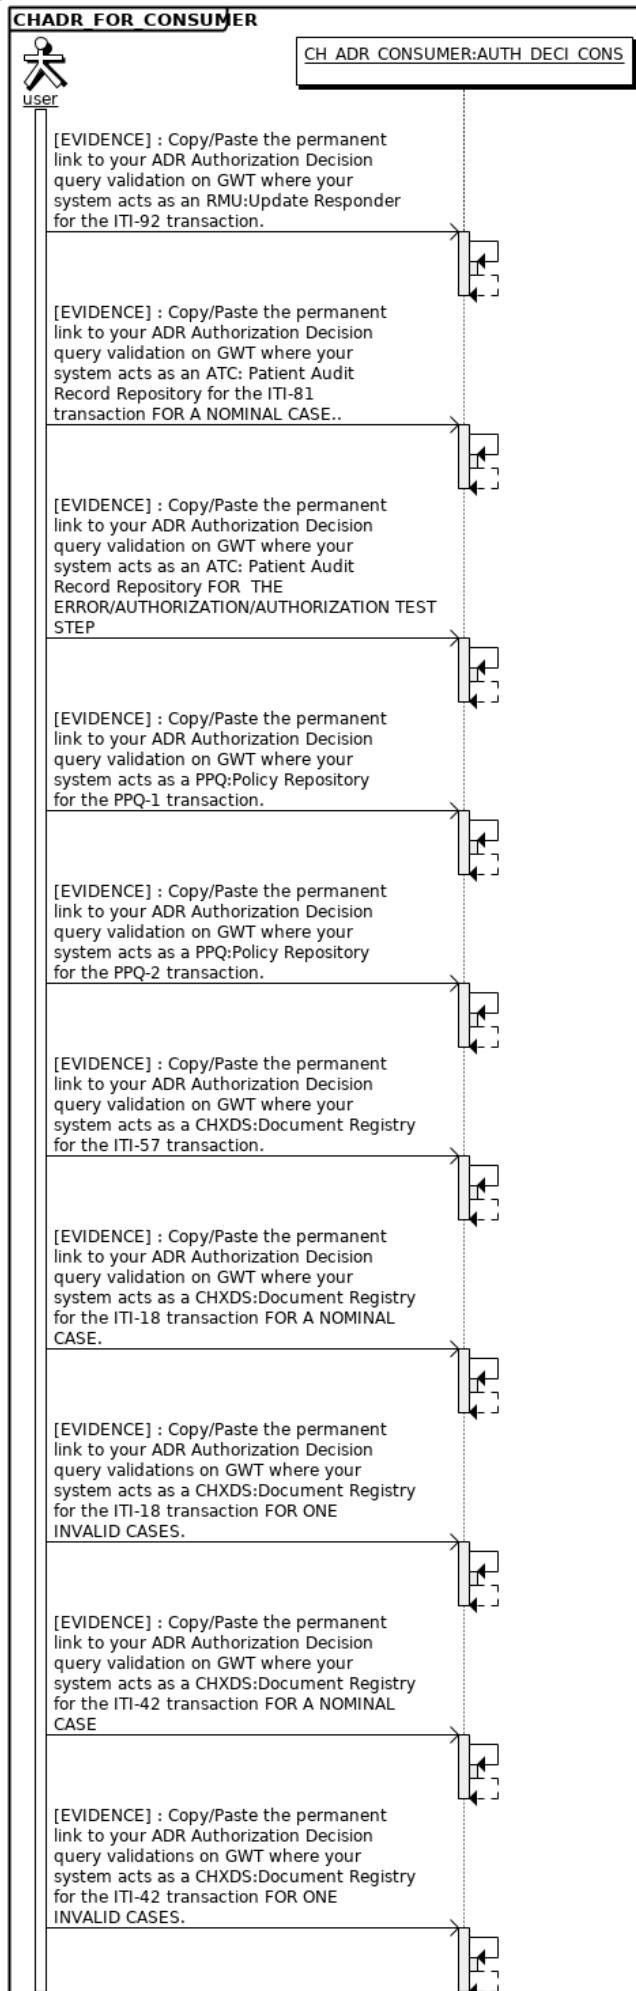 CHADR_FOR_CONSUMER
CH_ADR_CONSUMER:AUTH_DECI_CONS
user
[EVIDENCE] : Copy/Paste the permanent
link to your ADR Authorization Decision
query validation on GWT where your
system acts as an RMU:Update Responder
for the ITI-92 transaction.
[EVIDENCE] : Copy/Paste the permanent
link to your ADR Authorization Decision
query validation on GWT where your
system acts as an ATC: Patient Audit
Record Repository for the ITI-81
transaction FOR A NOMINAL CASE..
[EVIDENCE] : Copy/Paste the permanent
link to your ADR Authorization Decision
query validation on GWT where your
system acts as an ATC: Patient Audit
Record Repository FOR  THE
ERROR/AUTHORIZATION/AUTHORIZATION TEST
STEP
[EVIDENCE] : Copy/Paste the permanent
link to your ADR Authorization Decision
query validation on GWT where your
system acts as a PPQ:Policy Repository
for the PPQ-1 transaction.
[EVIDENCE] : Copy/Paste the permanent
link to your ADR Authorization Decision
query validation on GWT where your
system acts as a PPQ:Policy Repository
for the PPQ-2 transaction.
[EVIDENCE] : Copy/Paste the permanent
link to your ADR Authorization Decision
query validation on GWT where your
system acts as a CHXDS:Document Registry
for the ITI-57 transaction.
[EVIDENCE] : Copy/Paste the permanent
link to your ADR Authorization Decision
query validation on GWT where your
system acts as a CHXDS:Document Registry
for the ITI-18 transaction FOR A NOMINAL
CASE.
[EVIDENCE] : Copy/Paste the permanent
link to your ADR Authorization Decision
query validations on GWT where your
system acts as a CHXDS:Document Registry
for the ITI-18 transaction FOR ONE
INVALID CASES.
[EVIDENCE] : Copy/Paste the permanent
link to your ADR Authorization Decision
query validation on GWT where your
system acts as a CHXDS:Document Registry
for the ITI-42 transaction FOR A NOMINAL
CASE
[EVIDENCE] : Copy/Paste the permanent
link to your ADR Authorization Decision
query validations on GWT where your
system acts as a CHXDS:Document Registry
for the ITI-42 transaction FOR ONE
INVALID CASES.